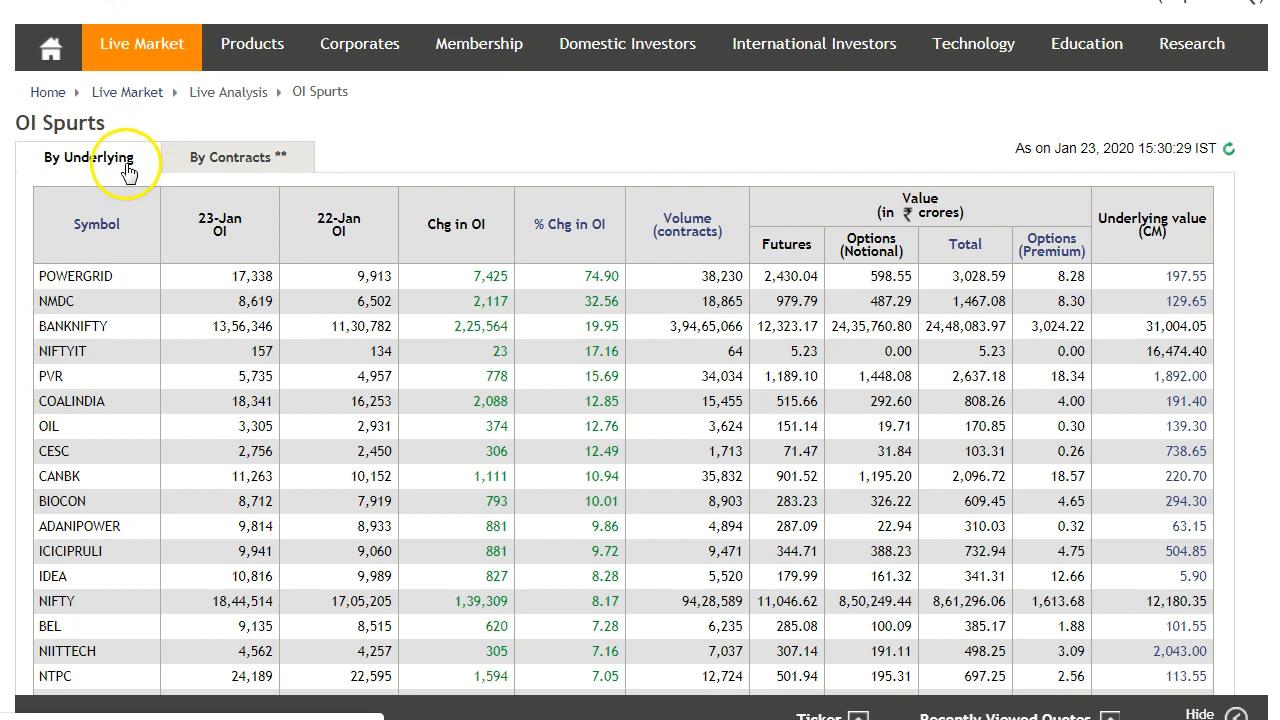 Live Market Products Corporates Membership Domestic Investors International Investors Technology Education Research
Home Live Market Live Analysis OI Spurts
OI Spurts
By Underlying By Contracts **
As on Jan 23, 2020 15:30:29 IST
Symbol 23-Jan OI 22-Jan OI Chg in OI % Chg in OI Volume (contracts) Value (in ₹ crores) Underlying value (CM)
Futures Options (Notional) Total Options (Premium)
POWERGRID 17,338 9,913 7,425 74.90 38,230 2,430.04 598.55 3,028.59 8.28 197.55
NMDC 8,619 6,502 2,117 32.56 18,865 979.79 487.29 1,467.08 8.30 129.65
BANKNIFTY 13,56,346 11,30,782 2,25,564 19.95 3,94,65,066 12,323.17 24,35,760.80 24,48,083.97 3,024.22 31,004.05
NIFTYIT 157 134 23 17.16 64 5.23 0.00 5.23 0.00 16,474.40
PVR 5,735 4,957 778 15.69 34,034 1,189.10 1,448.08 2,637.18 18.34 1,892.00
COALINDIA 18,341 16,253 2,088 12.85 15,455 515.66 292.60 808.26 4.00 191.40
OIL 3,305 2,931 374 12.76 3,624 151.14 19.71 170.85 0.30 139.30
CESC 2,756 2,450 306 12.49 1,713 71.47 31.84 103.31 0.26 738.65
CANBK 11,263 10,152 1,111 10.94 35,832 901.52 1,195.20 2,096.72 18.57 220.70
BIOCON 8,712 7,919 793 10.01 8,903 283.23 326.22 609.45 4.65 294.30
ADANIPOWER 9,814 8,933 881 9.86 4,894 287.09 22.94 310.03 0.32 63.15
ICICIPRULI 9,941 9,060 881 9.72 9,471 344.71 388.23 732.94 4.75 504.85
IDEA 10,816 9,989 827 8.28 5,520 179.99 161.32 341.31 12.66 5.90
NIFTY 18,44,514 17,05,205 1,39,309 8.17 94,28,589 11,046.62 8,50,249.44 8,61,296.06 1,613.68 12,180.35
BEL 9,135 8,515 620 7.28 6,235 285.08 100.09 385.17 1.88 101.55
NIITTECH 4,562 4,257 305 7.16 7,037 307.14 191.11 498.25 3.09 2,043.00
NTPC 24,189 22,595 1,594 7.05 12,724 501.94 195.31 697.25 2.56 113.55
Ticker Recently Viewed Quotes Hide